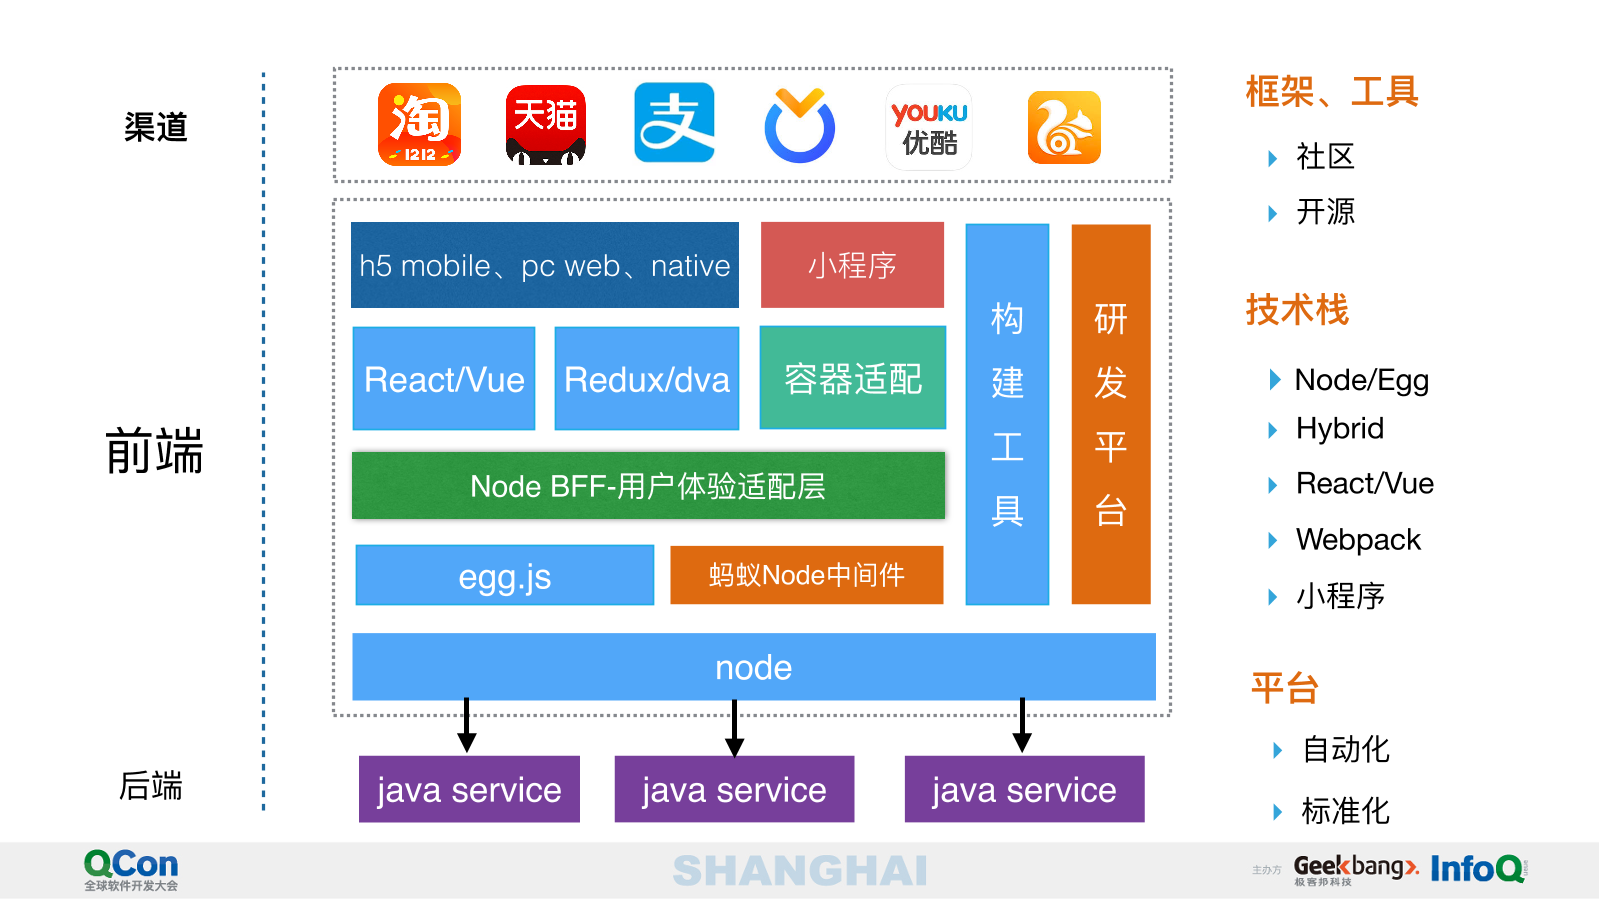 渠道
淘
1212
天猫
支
YOUKU
优酷
前端
h5 mobile、pc web、native
小程序
React/Vue
Redux/dva
容器适配
Node BFF-用户体验适配层
egg.js
蚂蚁Node中间件
构
建
工
具
研
发
平
台
node
后端
java service
java service
java service
框架、工具
社区
开源
技术栈
Node/Egg
Hybrid
React/Vue
Webpack
小程序
平台
自动化
标准化
QCon
全球软件开发大会
SHANGHAI
主办方
Geekbang
极客邦科技
InfoQ